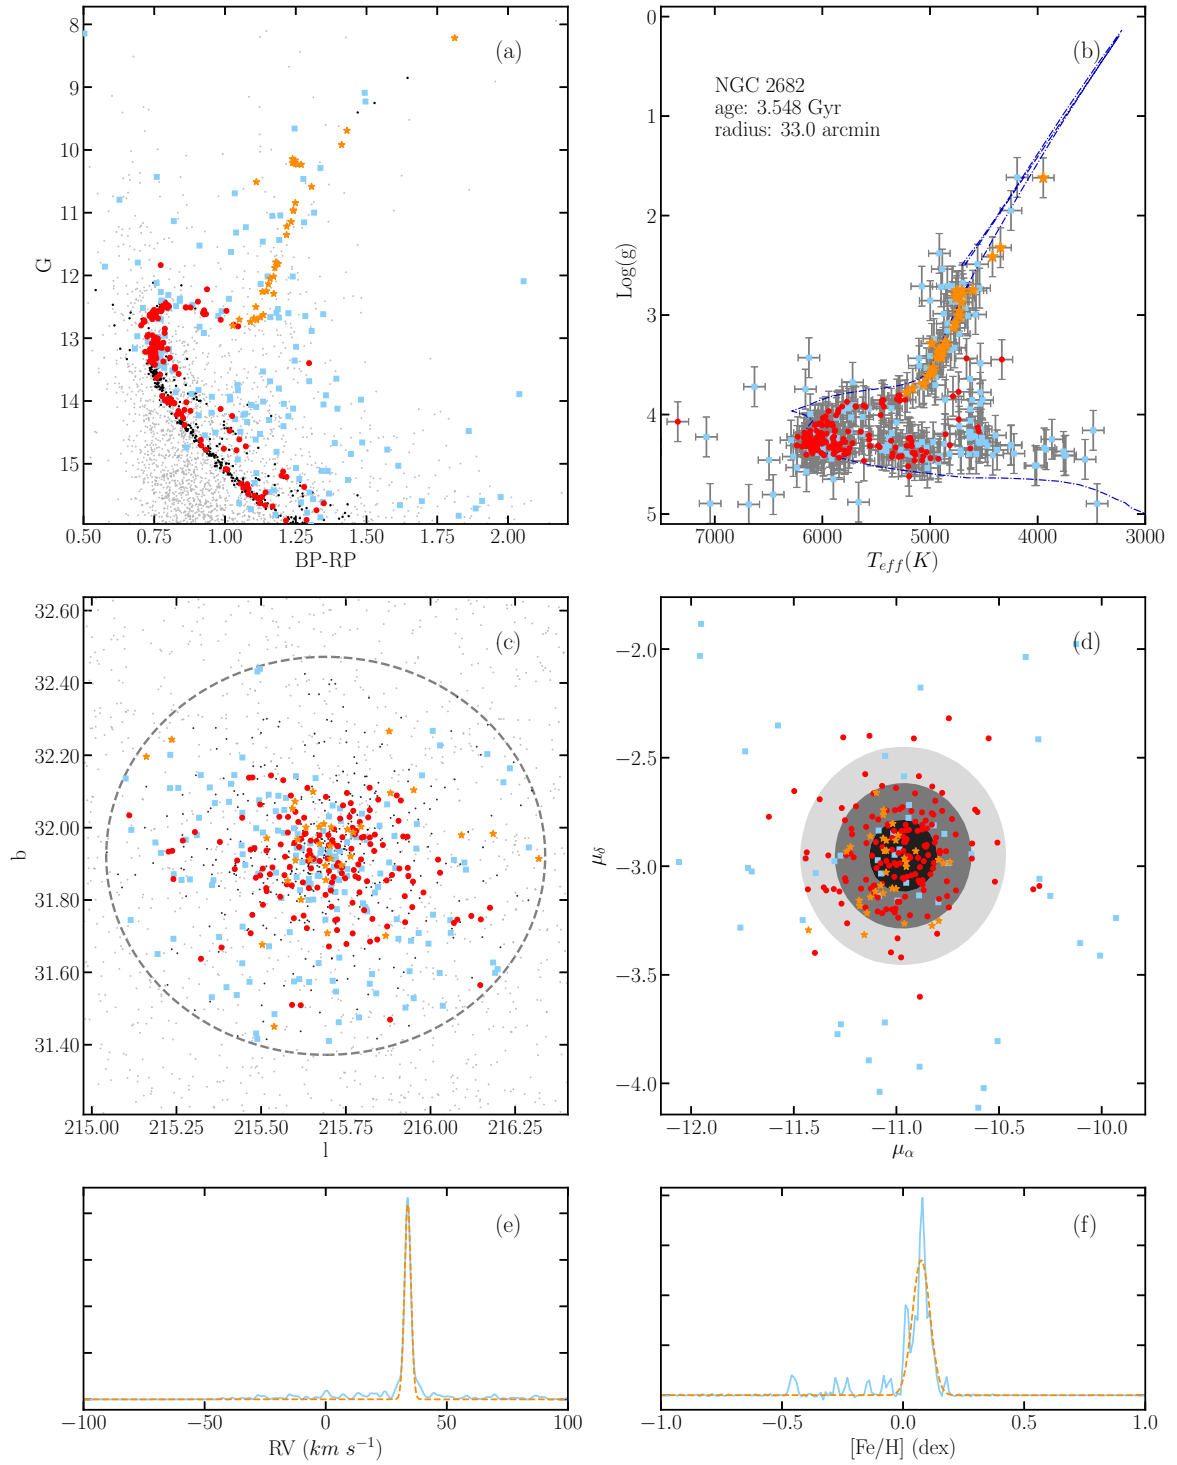 8
9
10
11
12
13
14
15
G
0.50 0.75 1.00 1.25 1.50 1.75 2.00
BP-RP
(a)
0
1
2
3
4
5
Log(g)
7000 6000 5000 4000 3000
T_eff(K)
(b)
NGC 2682
age: 3.548 Gyr
radius: 33.0 arcmin
32.60
32.40
32.20
32.00
31.80
31.60
31.40
b
215.00 215.25 215.50 215.75 216.00 216.25
l
(c)
−2.0
−2.5
−3.0
−3.5
−4.0
μ_δ
−12.0 −11.5 −11.0 −10.5 −10.0
μ_α
(d)
(e)
−100 −50 0 50 100
RV (km s⁻¹)
(f)
−1.0 −0.5 0.0 0.5 1.0
[Fe/H] (dex)